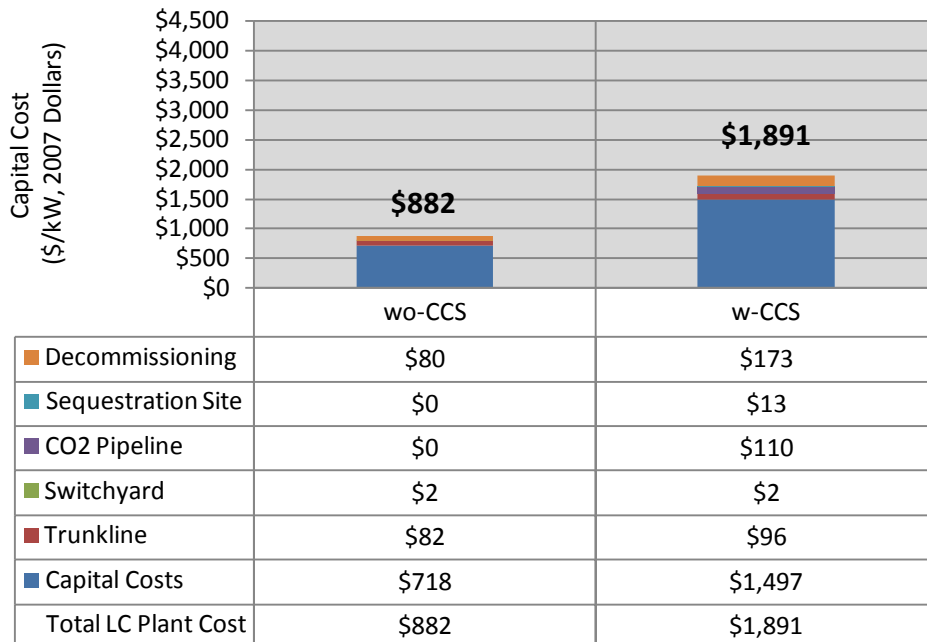 Capital Cost
($/kW, 2007 Dollars)
$4,500
$4,000
$3,500
$3,000
$2,500
$2,000
$1,500
$1,000
$500
$0
$882
$1,891
wo-CCS w-CCS
Decommissioning $80 $173
Sequestration Site $0 $13
CO2 Pipeline $0 $110
Switchyard $2 $2
Trunkline $82 $96
Capital Costs $718 $1,497
Total LC Plant Cost $882 $1,891